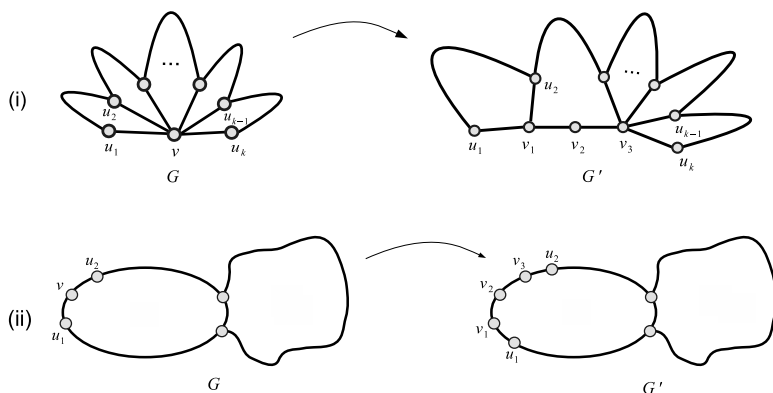 (i)
...
u₂
u₁
v
uₖ₋₁
uₖ
G
...
u₂
u₁
v₁
v₂
v₃
uₖ₋₁
uₖ
G′
(ii)
u₂
v
u₁
G
v₃
u₂
v₂
v₁
u₁
G′